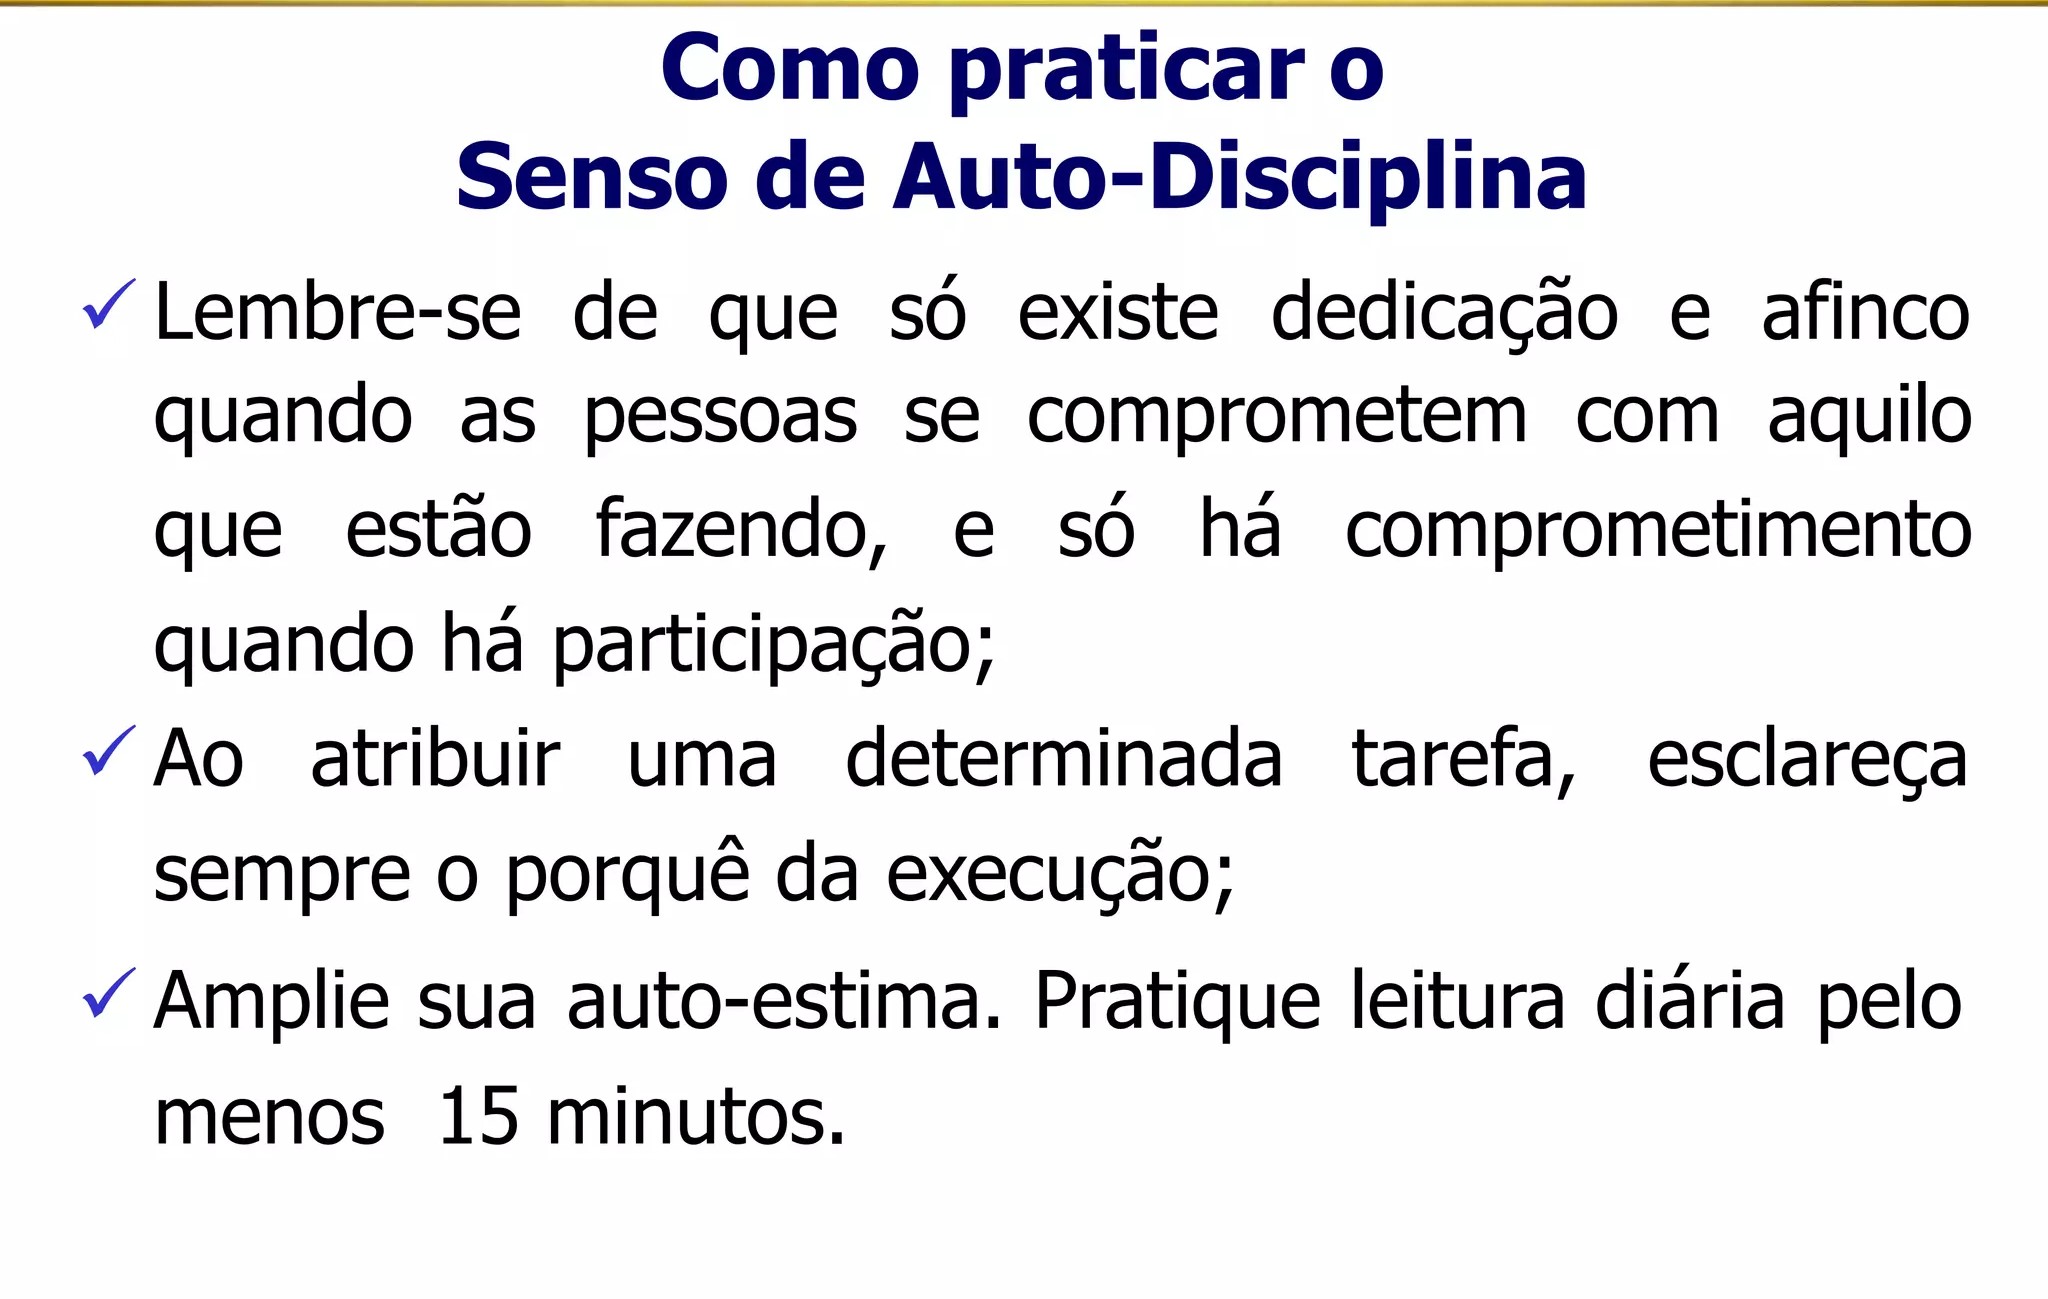 Como praticar o
Senso de Auto-Disciplina
✓ Lembre-se de que só existe dedicação e afinco
quando as pessoas se comprometem com aquilo
que estão fazendo, e só há comprometimento
quando há participação;
✓ Ao atribuir uma determinada tarefa, esclareça
sempre o porquê da execução;
✓ Amplie sua auto-estima. Pratique leitura diária pelo
menos 15 minutos.